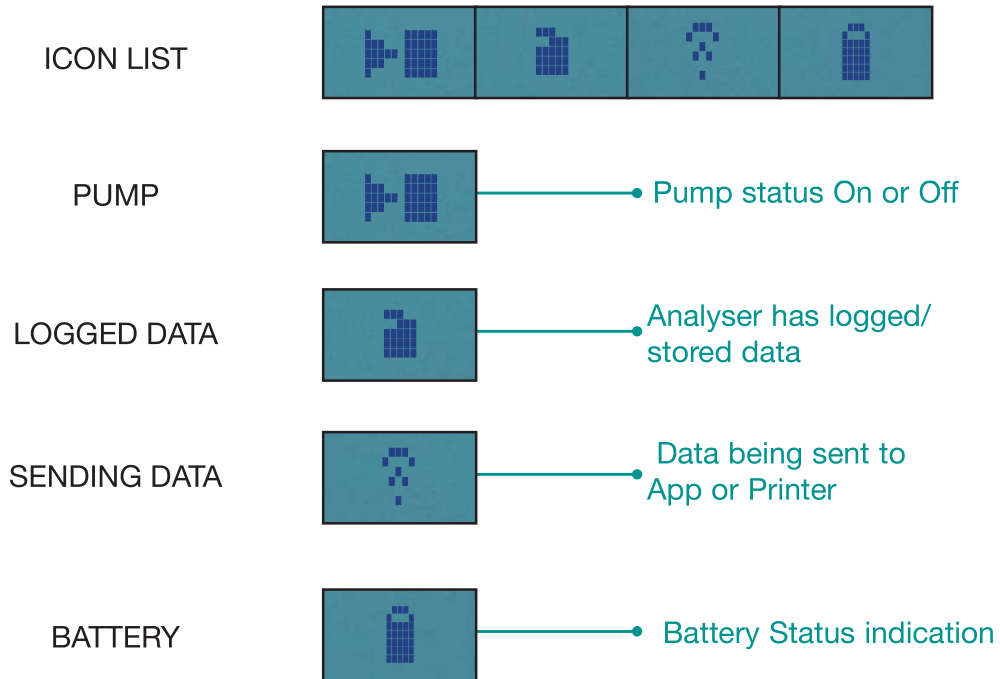 ICON LIST
PUMP
Pump status On or Off
LOGGED DATA
Analyser has logged/
stored data
SENDING DATA
Data being sent to
App or Printer
BATTERY
Battery Status indication